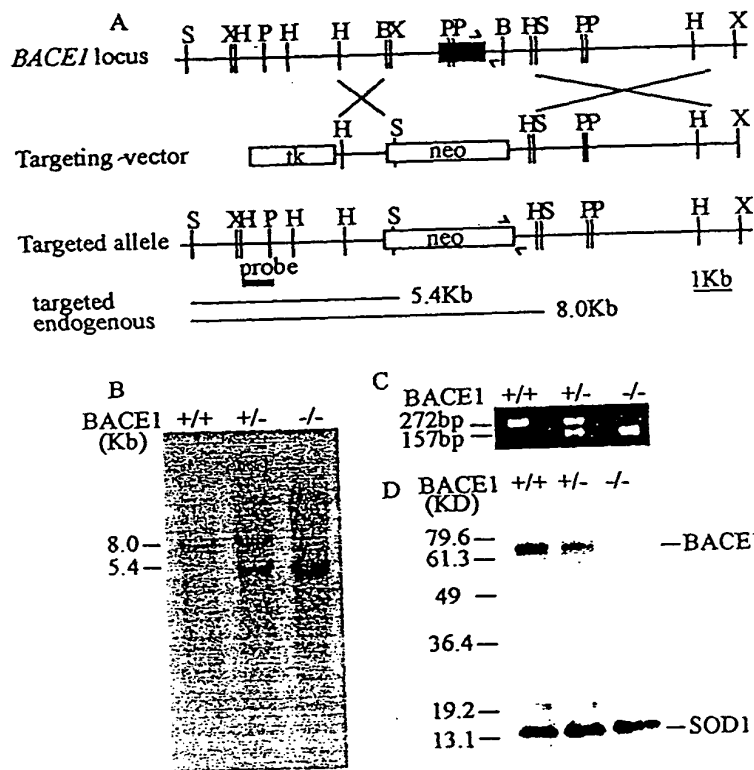 A
S XH P H H BX PP B HS PP H X
BACE1 locus
H S HS PP H X
Targeting-vector tk neo
S XH P H H S HS PP H X
Targeted allele neo
probe
1Kb
targeted 5.4Kb
endogenous 8.0Kb
B
BACE1 +/+ +/- -/-
(Kb)
8.0
5.4
C
BACE1 +/+ +/- -/-
272bp
157bp
D BACE1 +/+ +/- -/-
(KD)
79.6 BACE1
61.3
49
36.4
19.2 SOD1
13.1